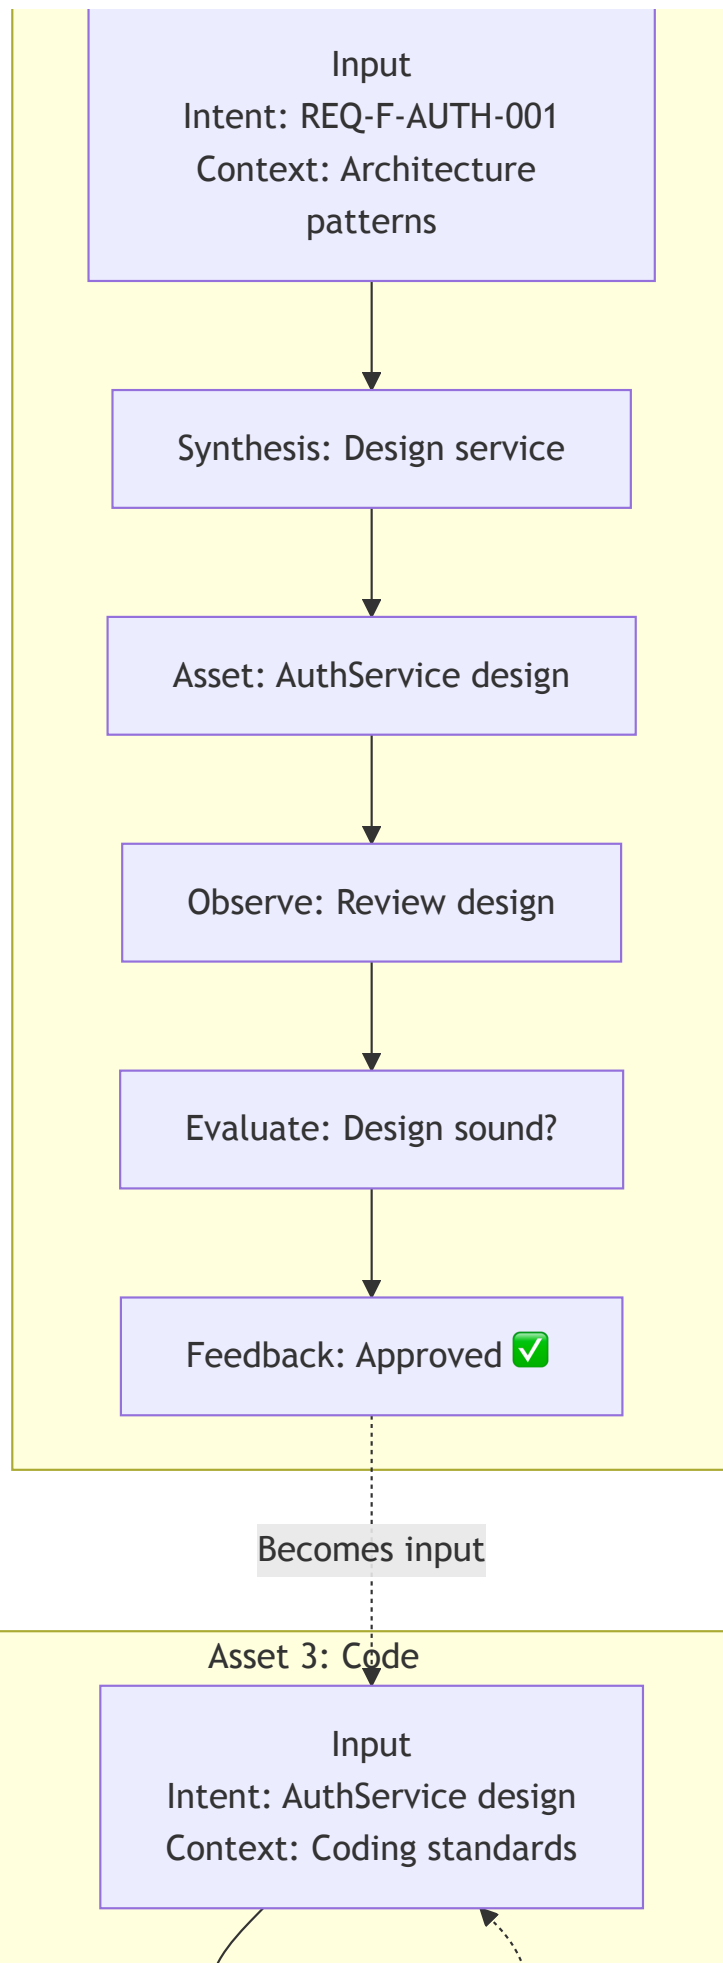 Input
Intent: REQ-F-AUTH-001
Context: Architecture
patterns
Synthesis: Design service
Asset: AuthService design
Observe: Review design
Evaluate: Design sound?
Feedback: Approved ✅
Becomes input
Asset 3: Code
Input
Intent: AuthService design
Context: Coding standards